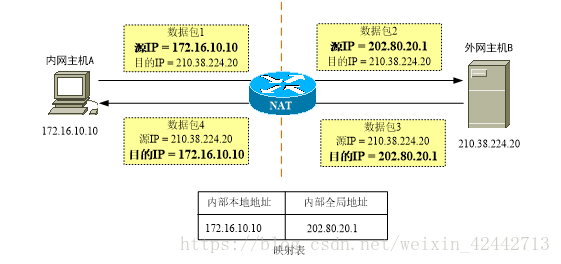 数据包1
源IP = 172.16.10.10
目的IP = 210.38.224.20
数据包2
源IP = 202.80.20.1
目的IP = 210.38.224.20
内网主机A
172.16.10.10
NAT
外网主机B
210.38.224.20
数据包4
源IP = 210.38.224.20
目的IP = 172.16.10.10
数据包3
源IP = 210.38.224.20
目的IP = 202.80.20.1
内部本地地址 内部全局地址
172.16.10.10 202.80.20.1
映射表
https://blog.csdn.net/weixin_42442713